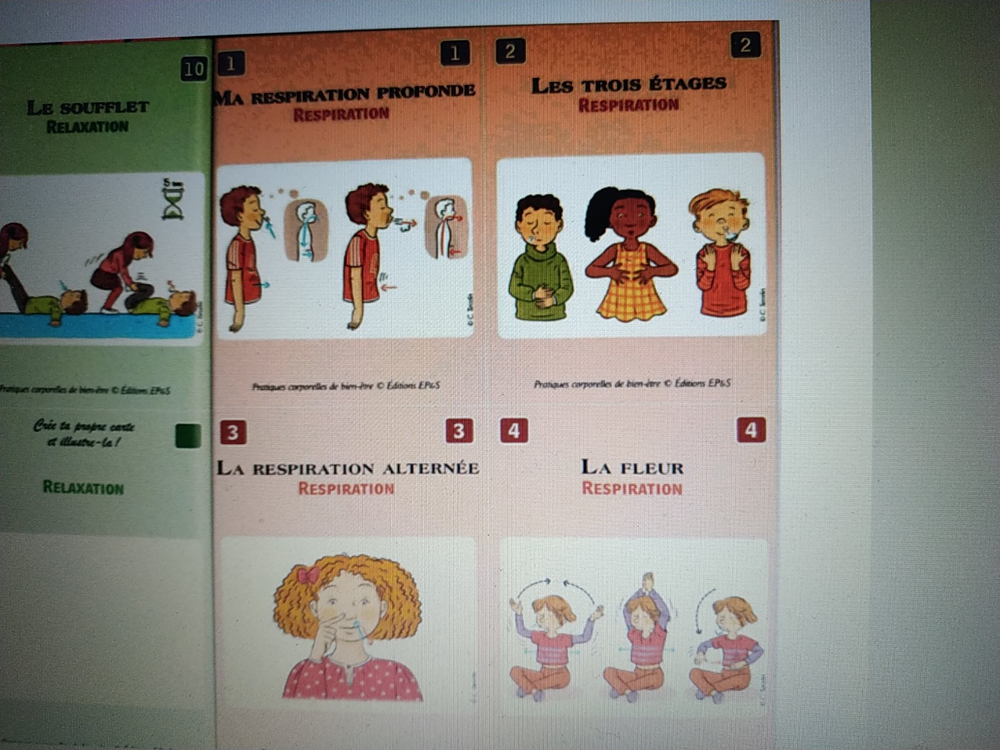 10
LE SOUFFLET
RELAXATION
5 mn
Pratiques corporelles de bien-être © Éditions EP&S
Crée ta propre carte
et illustre-la !
RELAXATION
1 1
MA RESPIRATION PROFONDE
RESPIRATION
Pratiques corporelles de bien-être © Éditions EP&S
2 2
LES TROIS ÉTAGES
RESPIRATION
Pratiques corporelles de bien-être © Éditions EP&S
3 3
LA RESPIRATION ALTERNÉE
RESPIRATION
4 4
LA FLEUR
RESPIRATION